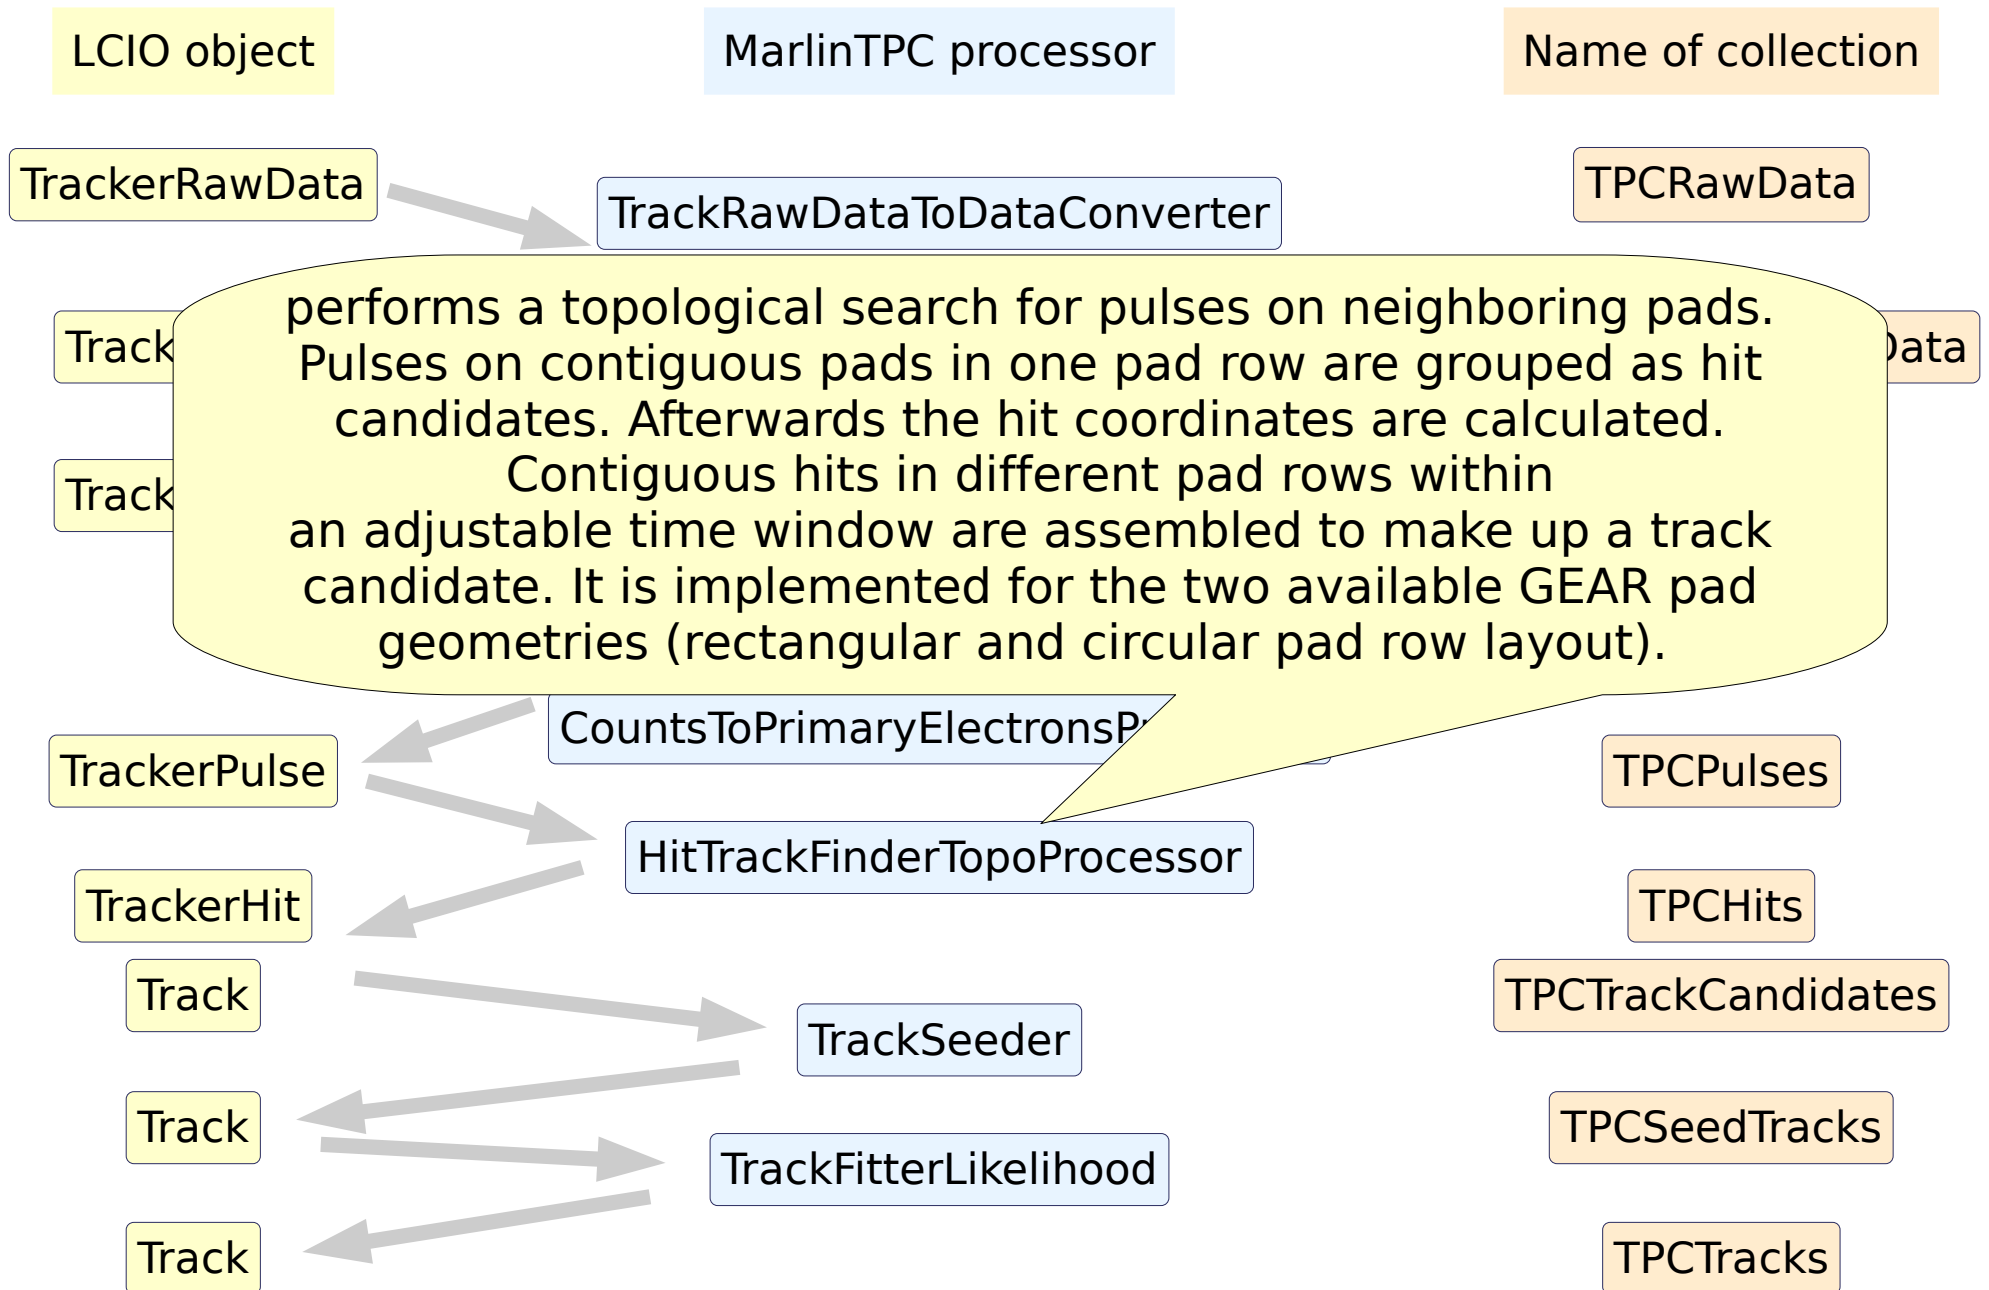 LCIO object
MarlinTPC processor
Name of collection
TrackerRawData
TrackRawDataToDataConverter
TPCRawData
performs a topological search for pulses on neighboring pads.
Pulses on contiguous pads in one pad row are grouped as hit
candidates. Afterwards the hit coordinates are calculated.
Contiguous hits in different pad rows within
an adjustable time window are assembled to make up a track
candidate. It is implemented for the two available GEAR pad
geometries (rectangular and circular pad row layout).
Track
Data
Track
CountsToPrimaryElectronsP
TrackerPulse
TPCPulses
HitTrackFinderTopoProcessor
TrackerHit
TPCHits
Track
TPCTrackCandidates
TrackSeeder
Track
TPCSeedTracks
TrackFitterLikelihood
Track
TPCTracks